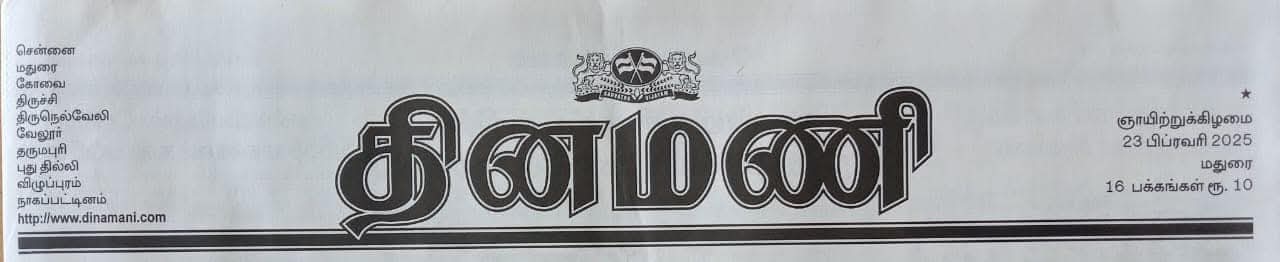 சென்னை
மதுரை
கோவை
திருச்சி
திருநெல்வேலி
வேலூர்
தருமபுரி
புது தில்லி
விழுப்புரம்
நாகப்பட்டினம்
http://www.dinamani.com
தினமணி
ஞாயிற்றுக்கிழமை
23 பிப்ரவரி 2025
மதுரை
16 பக்கங்கள் ரூ. 10